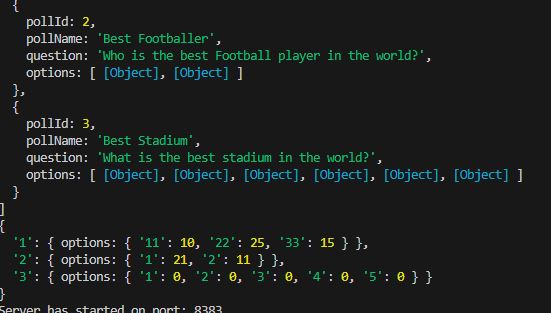 {
pollId: 2,
pollName: 'Best Footballer',
question: 'Who is the best Football player in the world?',
options: [ [Object], [Object] ]
},
{
pollId: 3,
pollName: 'Best Stadium',
question: 'What is the best stadium in the world?',
options: [ [Object], [Object], [Object], [Object], [Object], [Object] ]
}
]
{
'1': { options: { '11': 10, '22': 25, '33': 15 } },
'2': { options: { '1': 21, '2': 11 } },
'3': { options: { '1': 0, '2': 0, '3': 0, '4': 0, '5': 0 } }
}
Server has started on port: 8383